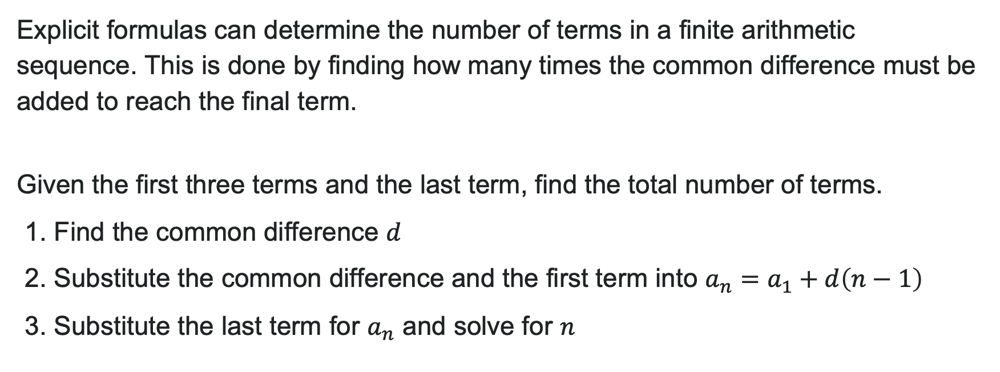 Explicit formulas can determine the number of terms in a finite arithmetic
sequence. This is done by finding how many times the common difference must be
added to reach the final term.
Given the first three terms and the last term, find the total number of terms.
1. Find the common difference d
2. Substitute the common difference and the first term into aₙ = a₁ + d(n − 1)
3. Substitute the last term for aₙ and solve for n